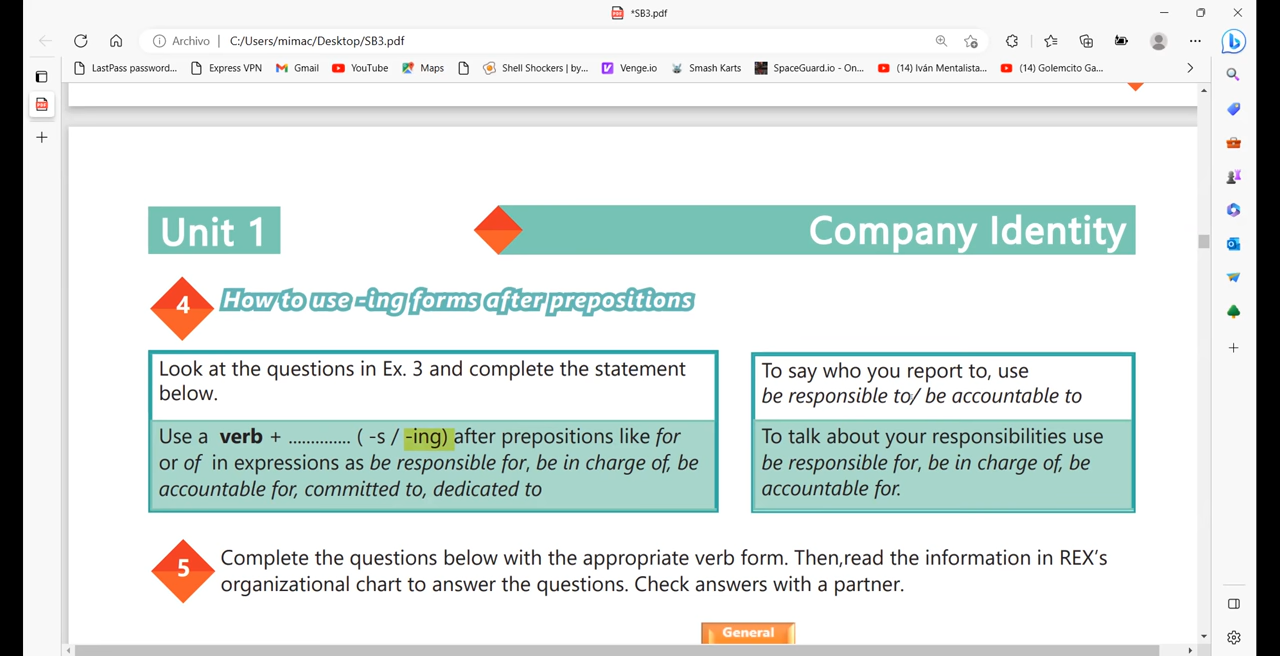 *SB3.pdf
Archivo | C:/Users/mimac/Desktop/SB3.pdf
LastPass password... Express VPN Gmail YouTube Maps Shell Shockers | by... Venge.io Smash Karts SpaceGuard.io - On... (14) Iván Mentalista... (14) Golemcito Ga...
Unit 1
Company Identity
4
How to use -ing forms after prepositions
Look at the questions in Ex. 3 and complete the statement
below.
Use a verb + .............. ( -s / -ing) after prepositions like for
or of in expressions as be responsible for, be in charge of, be
accountable for, committed to, dedicated to
To say who you report to, use
be responsible to/ be accountable to
To talk about your responsibilities use
be responsible for, be in charge of, be
accountable for.
5
Complete the questions below with the appropriate verb form. Then,read the information in REX's
organizational chart to answer the questions. Check answers with a partner.
General